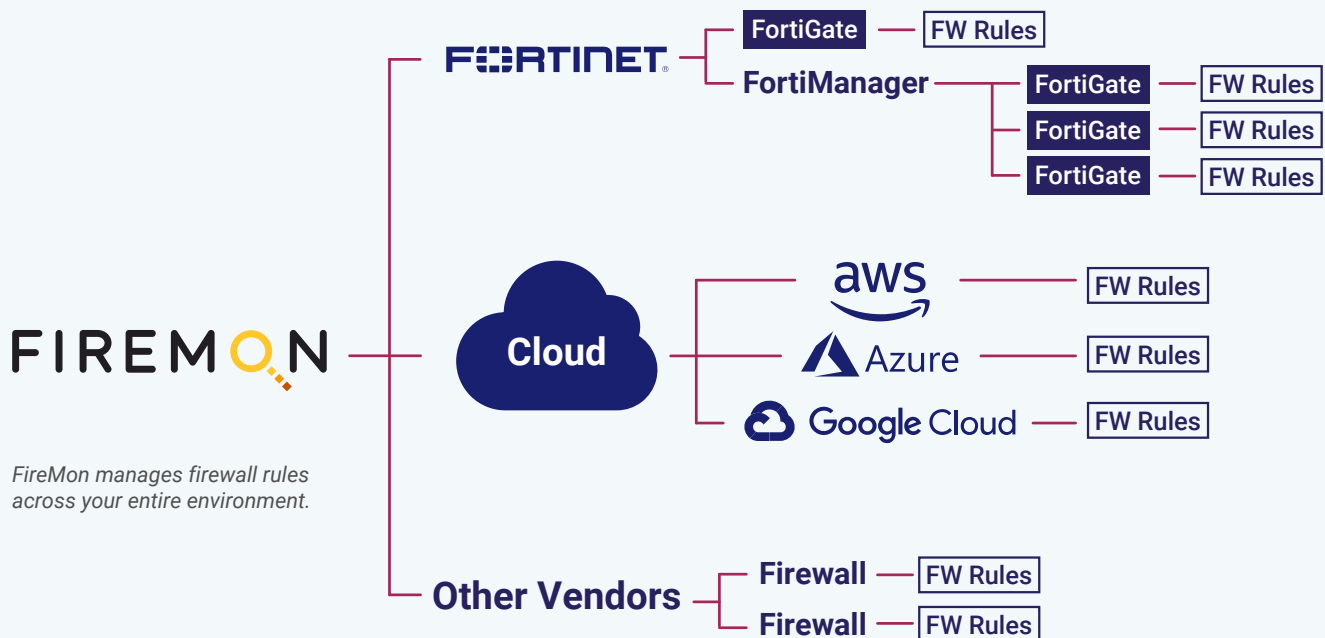 FORTINET®
FortiGate
FW Rules
FortiManager
FortiGate
FW Rules
FortiGate
FW Rules
FortiGate
FW Rules
FIREMON
FireMon manages firewall rules
across your entire environment.
Cloud
aws
FW Rules
Azure
FW Rules
Google Cloud
FW Rules
Other Vendors
Firewall
FW Rules
Firewall
FW Rules